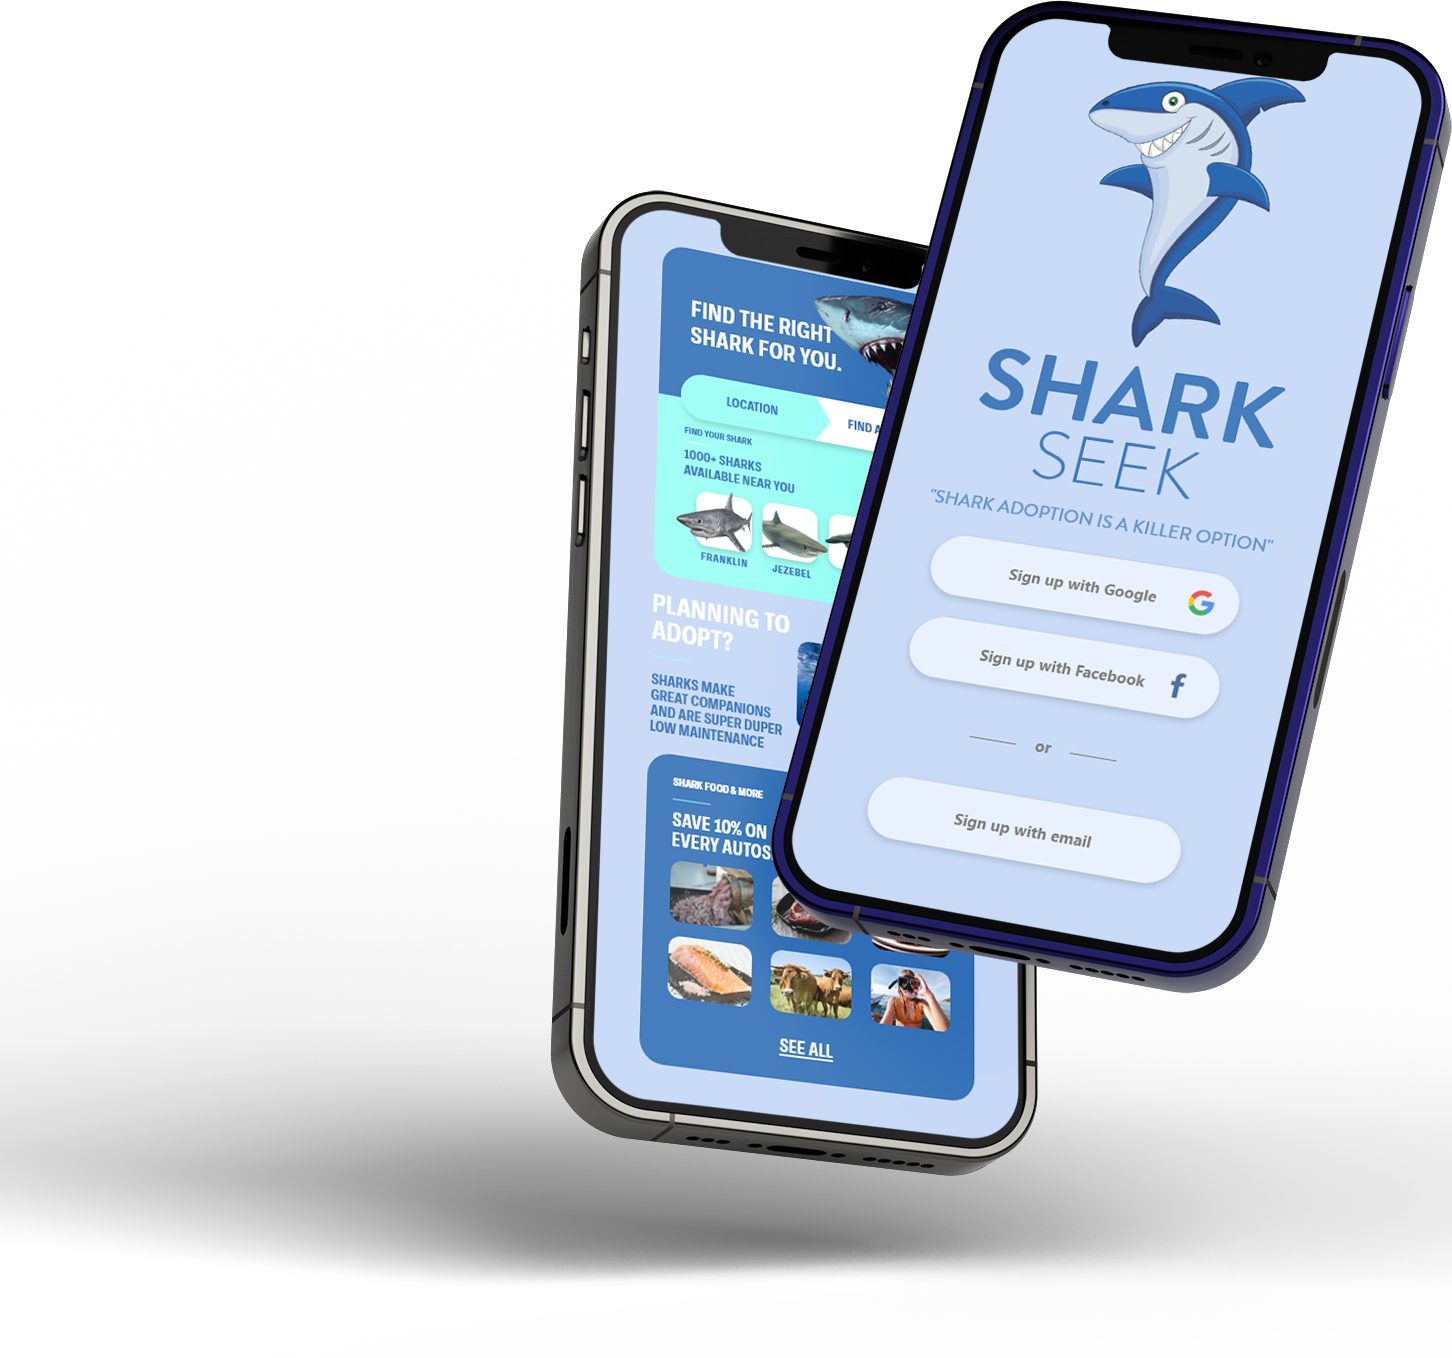 FIND THE RIGHT
SHARK FOR YOU.
LOCATION
FIND A
FIND YOUR SHARK
1000+ SHARKS
AVAILABLE NEAR YOU
FRANKLIN
JEZEBEL
PLANNING TO
ADOPT?
SHARKS MAKE
GREAT COMPANIONS
AND ARE SUPER DUPER
LOW MAINTENANCE
SHARK FOOD & MORE
SAVE 10% ON
EVERY AUTOS
SEE ALL
SHARK
SEEK
"SHARK ADOPTION IS A KILLER OPTION"
Sign up with Google
Sign up with Facebook
or
Sign up with email